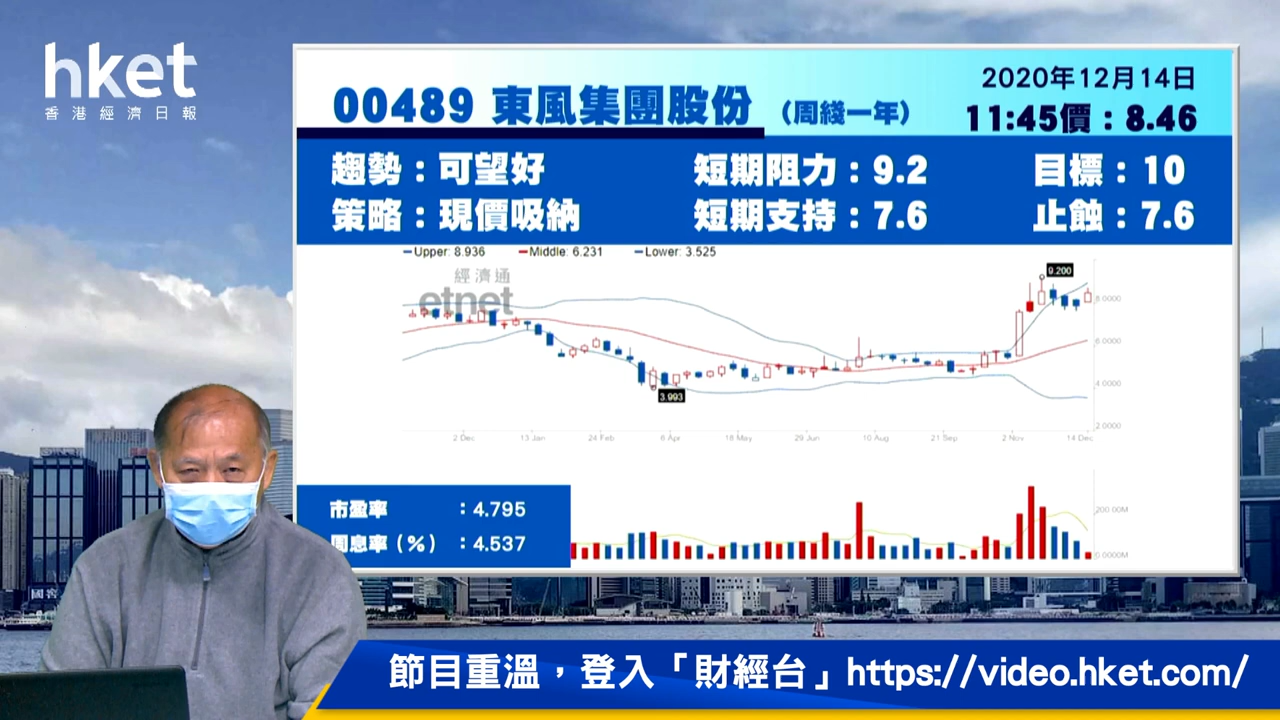 hket
香港經濟日報
00489 東風集團股份 (周綫一年)
2020年12月14日
11:45價：8.46
趨勢：可望好 短期阻力：9.2 目標：10
策略：現價吸納 短期支持：7.6 止蝕：7.6
Upper: 8.936 Middle: 6.231 Lower: 3.525
經濟通
etnet
9.200
8.0000
6.0000
3.993
4.0000
2.0000
2 Dec 13 Jan 24 Feb 6 Apr 18 May 29 Jun 10 Aug 21 Sep 2 Nov 14 Dec
市盈率 ：4.795
周息率（%）：4.537
200.00M
0.0000M
節目重溫，登入「財經台」https://video.hket.com/